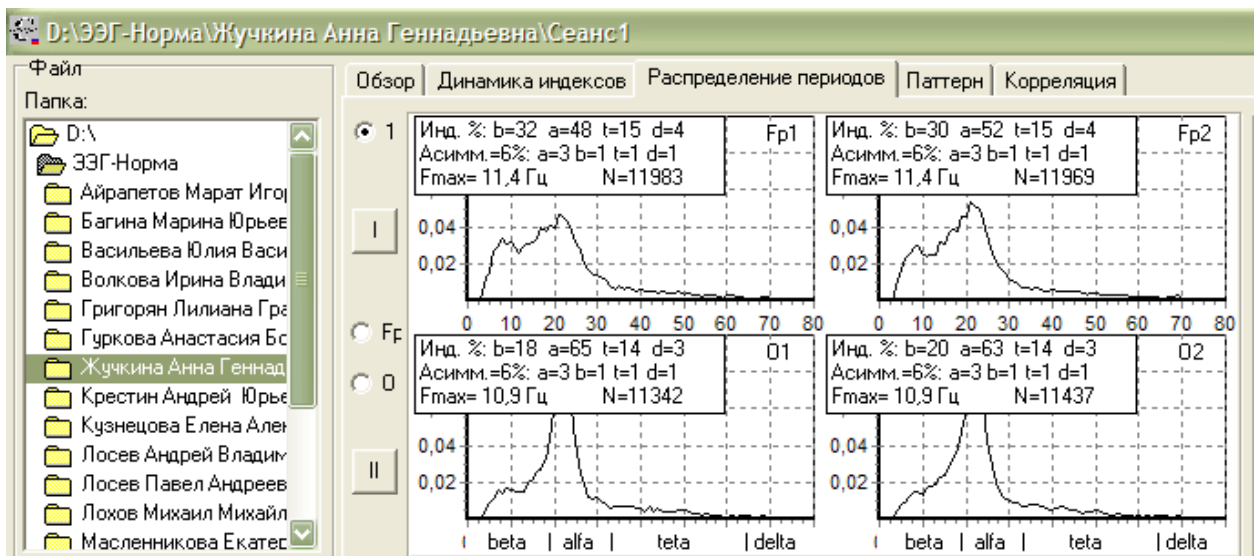 D:\ЭЭГ-Норма\Жучкина Анна Геннадьевна\Сеанс1
Файл
Папка:
D:\
ЭЭГ-Норма
Айрапетов Марат Игор
Багина Марина Юрьев
Васильева Юлия Васи
Волкова Ирина Влади
Григорян Лилиана Гра
Гуркова Анастасия Бо
Жучкина Анна Геннад
Крестин Андрей Юрье
Кузнецова Елена Алек
Лосев Андрей Владим
Лосев Павел Андреев
Лохов Михаил Михайл
Масленникова Екатер
Обзор Динамика индексов Распределение периодов Паттерн Корреляция
1
I
Fp
O
II
Инд. %: b=32 a=48 t=15 d=4 Fp1
Асимм.=6%: a=3 b=1 t=1 d=1
Fmax= 11,4 Гц N=11983
0,04
0,02
0 10 20 30 40 50 60 70 80
Инд. %: b=30 a=52 t=15 d=4 Fp2
Асимм.=6%: a=3 b=1 t=1 d=1
Fmax= 11,4 Гц N=11969
0,04
0,02
0 10 20 30 40 50 60 70 80
Инд. %: b=18 a=65 t=14 d=3 O1
Асимм.=6%: a=3 b=1 t=1 d=1
Fmax= 10,9 Гц N=11342
0,04
0,02
beta | alfa | teta | delta
Инд. %: b=20 a=63 t=14 d=3 O2
Асимм.=6%: a=3 b=1 t=1 d=1
Fmax= 10,9 Гц N=11437
0,04
0,02
beta | alfa | teta | delta